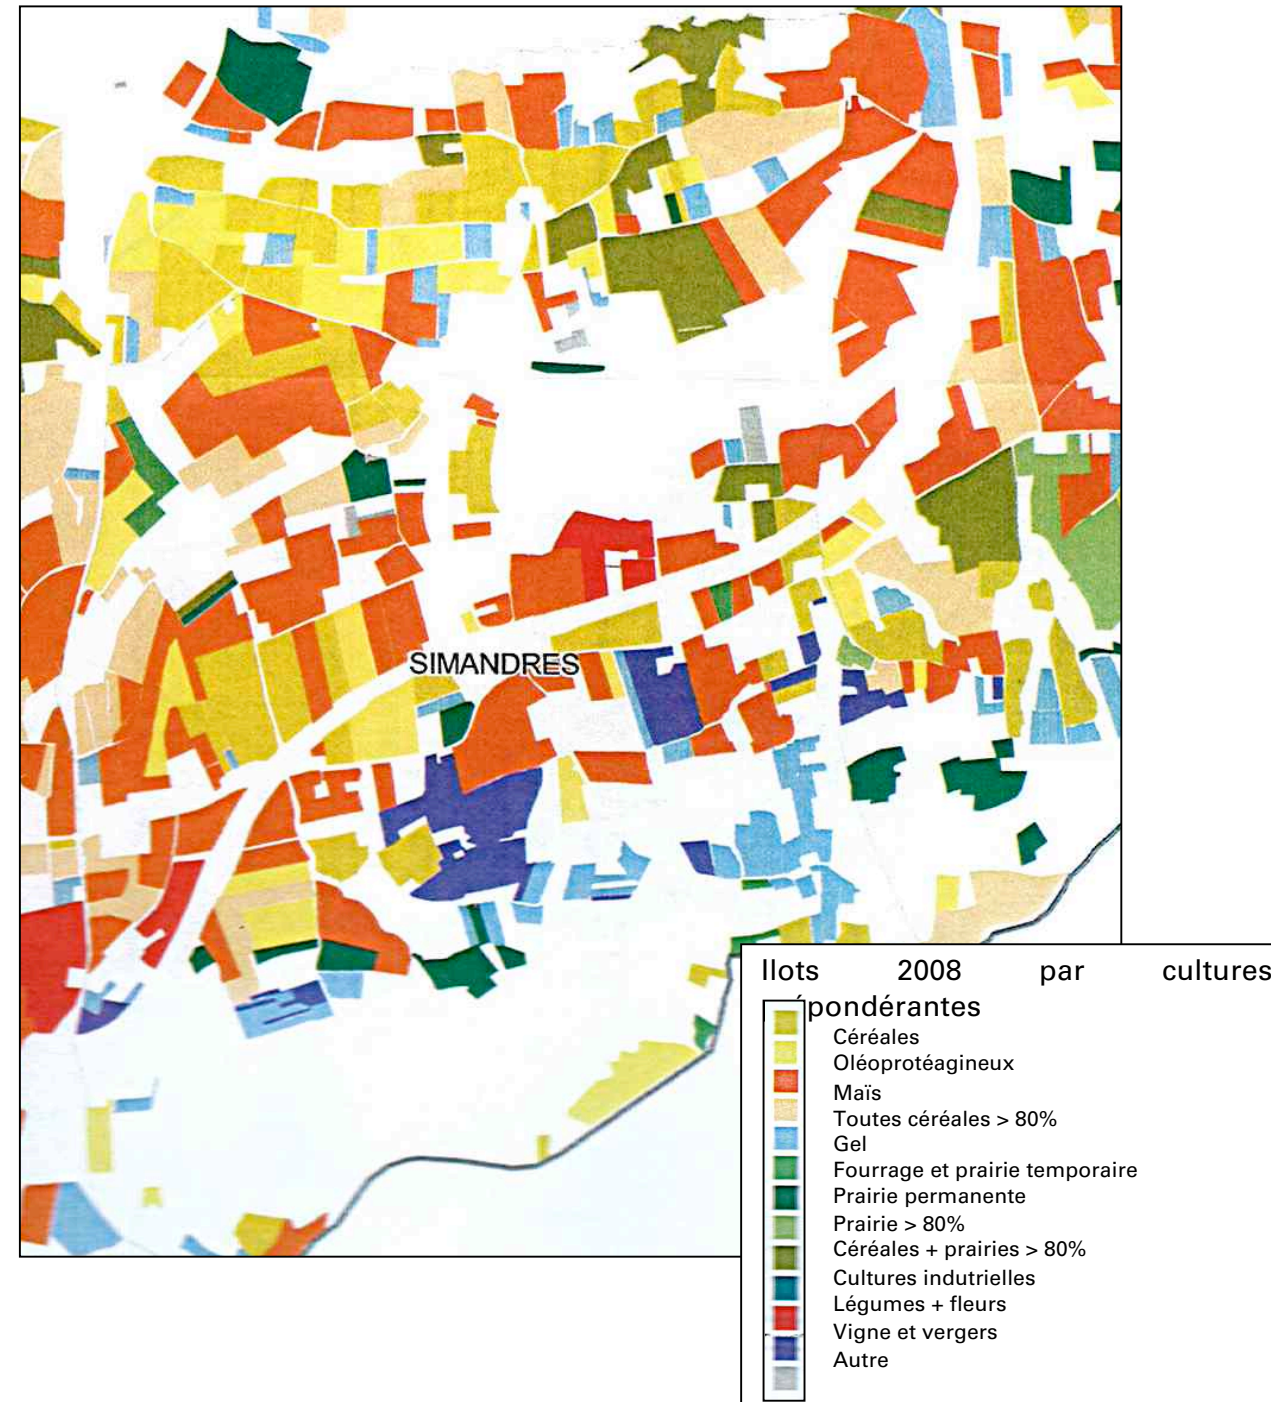 SIMANDRES
Ilots 2008 par cultures
pondérantes
Céréales
Oléoprotéagineux
Maïs
Toutes céréales > 80%
Gel
Fourrage et prairie temporaire
Prairie permanente
Prairie > 80%
Céréales + prairies > 80%
Cultures indutrielles
Légumes + fleurs
Vigne et vergers
Autre